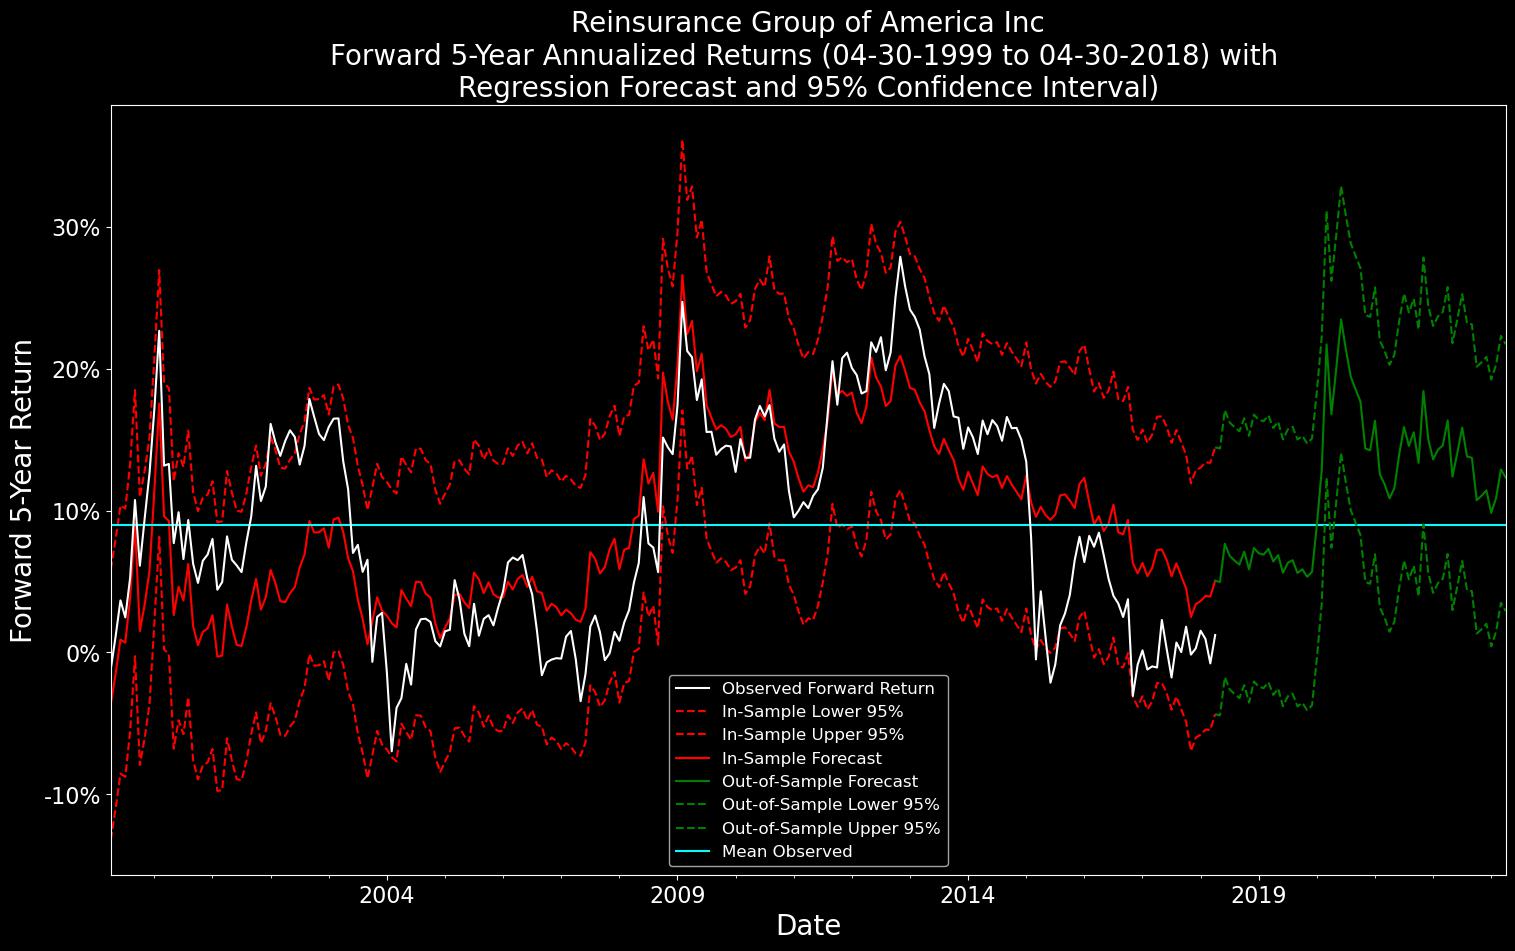 Reinsurance Group of America Inc
Forward 5-Year Annualized Returns (04-30-1999 to 04-30-2018) with
Regression Forecast and 95% Confidence Interval)
Forward 5-Year Return
30%
20%
10%
0%
-10%
Observed Forward Return
In-Sample Lower 95%
In-Sample Upper 95%
In-Sample Forecast
Out-of-Sample Forecast
Out-of-Sample Lower 95%
Out-of-Sample Upper 95%
Mean Observed
2004
2009
2014
2019
Date